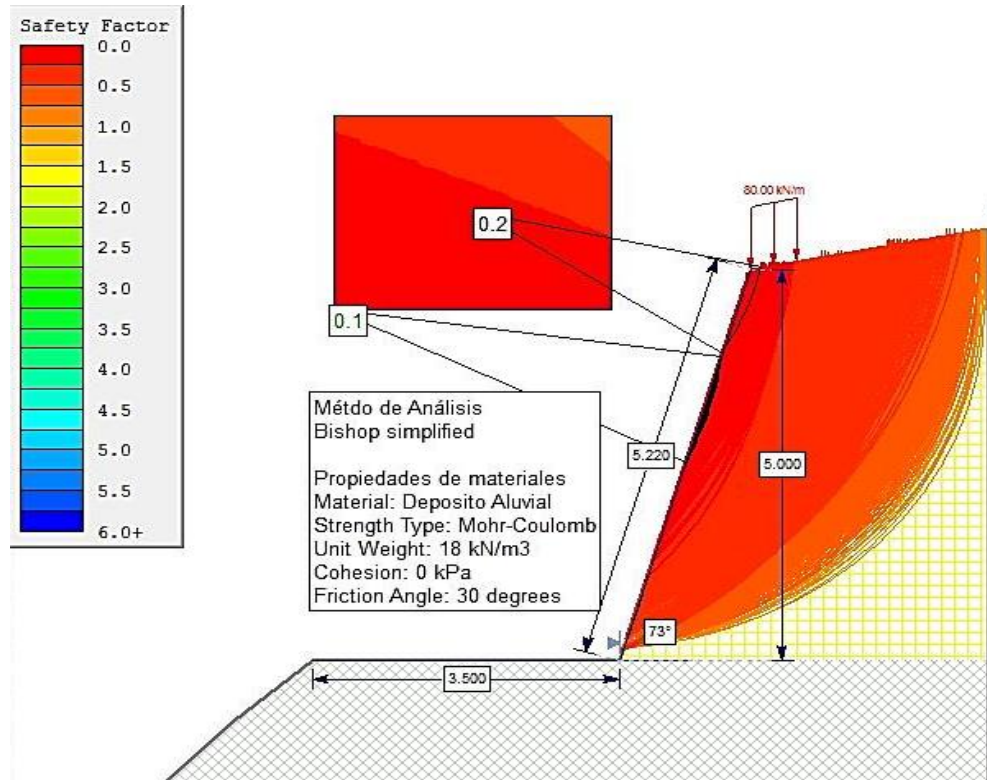 Safety Factor
0.0
0.5
1.0
1.5
2.0
2.5
3.0
3.5
4.0
4.5
5.0
5.5
6.0+
80.00 kN/m
0.2
0.1
Métdo de Análisis
Bishop simplified
Propiedades de materiales
Material: Deposito Aluvial
Strength Type: Mohr-Coulomb
Unit Weight: 18 kN/m3
Cohesion: 0 kPa
Friction Angle: 30 degrees
5.220
5.000
73°
3.500